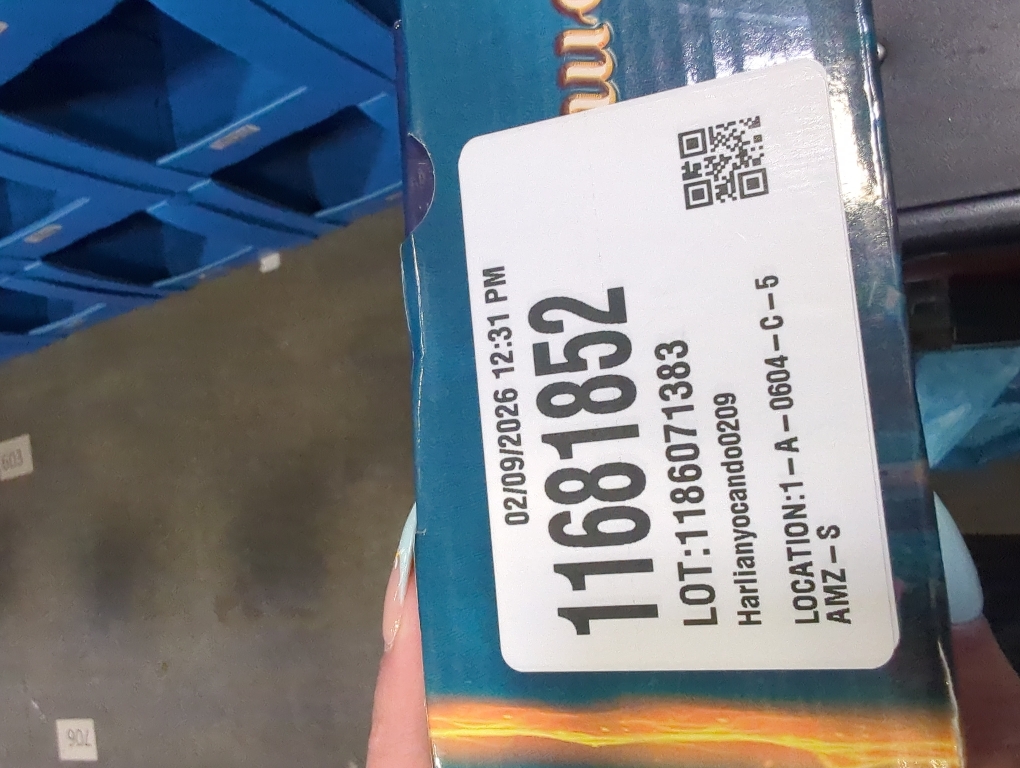 02/09/2026 12:31 PM
11681852
LOT:1186071383
Harlianyocando0209
LOCATION:1-A-0604-C-5
AMZ-S
603
706